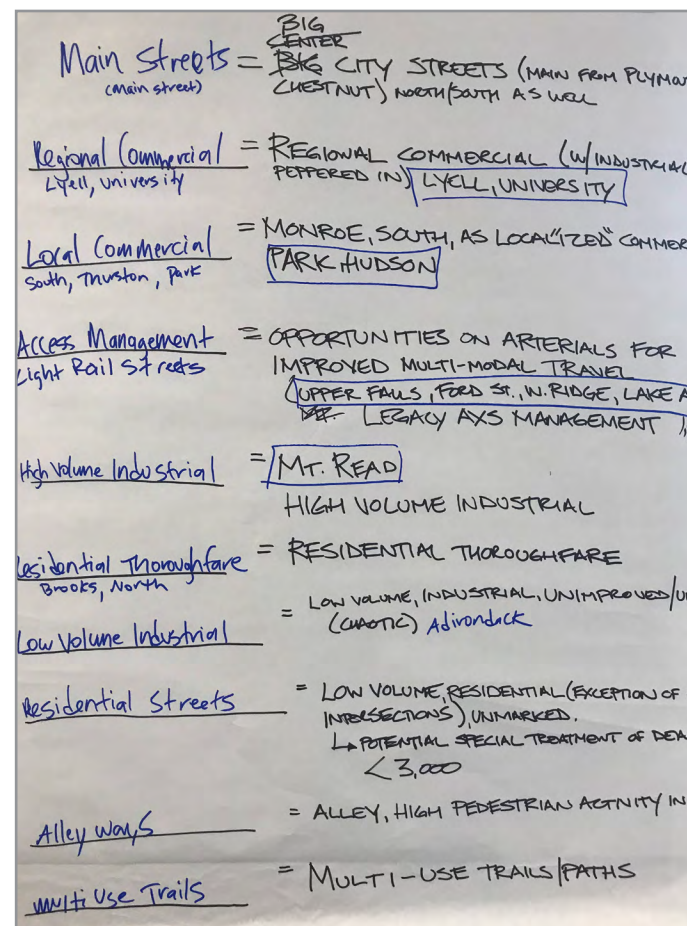 BIG
CENTER
Main Streets = BIG CITY STREETS (MAIN FROM PLYMOU
(main street) CHESTNUT) NORTH/SOUTH AS WELL
Regional Commercial = REGIONAL COMMERCIAL (W/ INDUSTRIAL
Lyell, University PEPPERED IN) LYELL, UNIVERSITY
Local Commercial = MONROE, SOUTH, AS LOCAL"IZED" COMMER
South, Thurston, Park PARK HUDSON
Access Management = OPPORTUNITIES ON ARTERIALS FOR
Light Rail Streets IMPROVED MULTI-MODAL TRAVEL
(UPPER FALLS, FORD ST., W. RIDGE, LAKE A
LEGACY AXS MANAGEMENT)
High Volume Industrial = MT. READ
HIGH VOLUME INDUSTRIAL
Residential Thoroughfare = RESIDENTIAL THOROUGHFARE
Brooks, North
Low Volume Industrial = LOW VOLUME, INDUSTRIAL, UNIMPROVED/U
(CHAOTIC) Adirondack
Residential Streets = LOW VOLUME, RESIDENTIAL (EXCEPTION OF
INTERSECTIONS), UNMARKED.
↳ POTENTIAL SPECIAL TREATMENT OF DEA
< 3,000
Alley ways = ALLEY, HIGH PEDESTRIAN ACTIVITY IN
Multi Use Trails = MULTI-USE TRAILS/PATHS